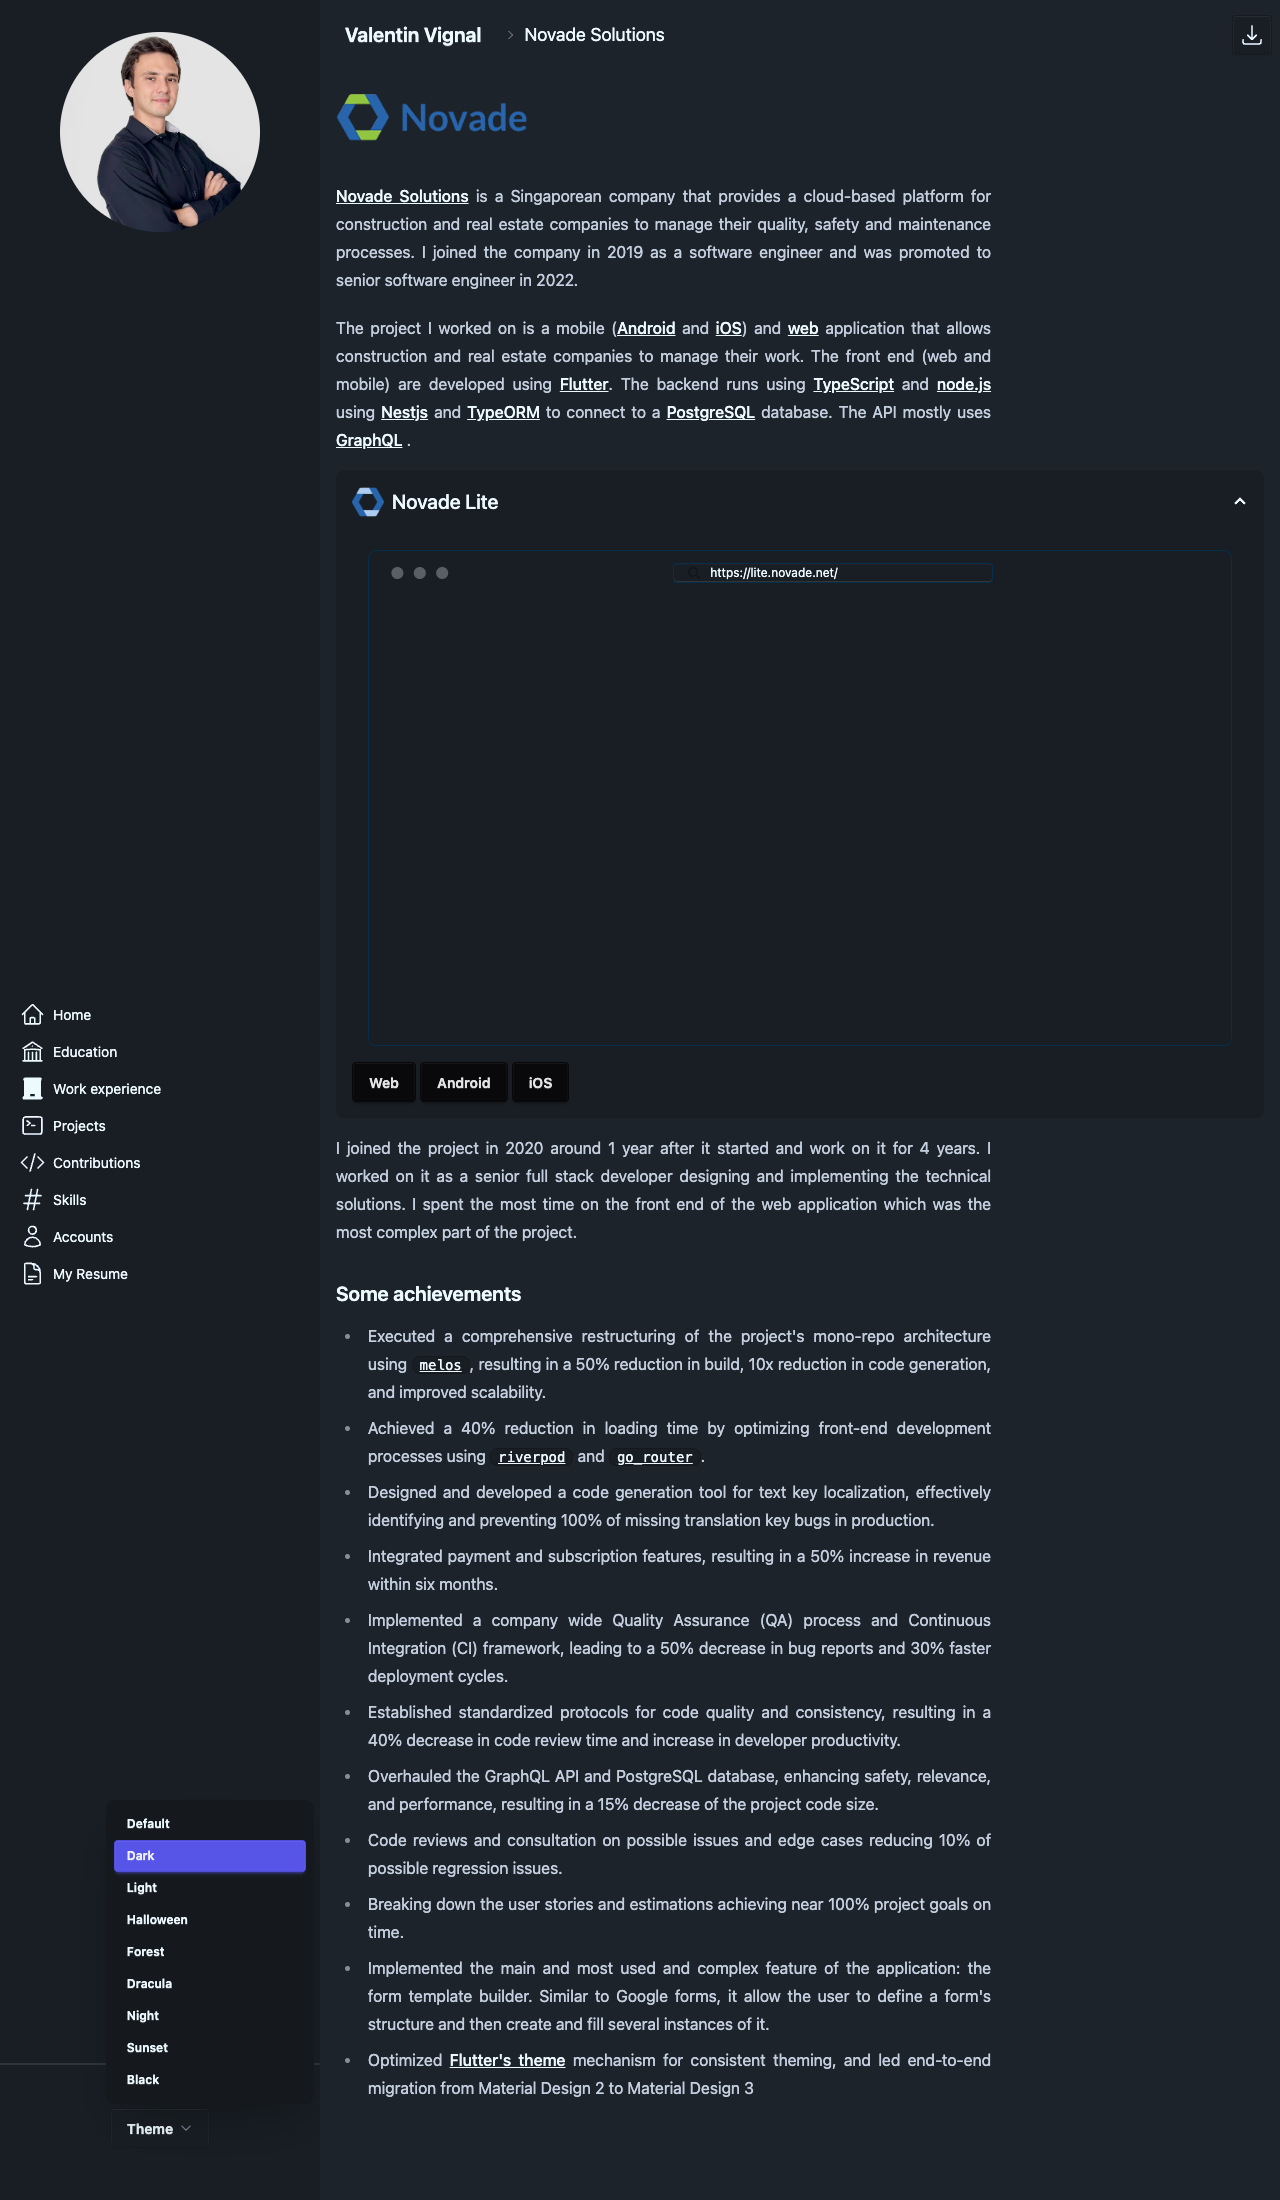 Valentin Vignal
Novade Solutions
Novade
Novade Solutions is a Singaporean company that provides a cloud-based platform for
construction and real estate companies to manage their quality, safety and maintenance
processes. I joined the company in 2019 as a software engineer and was promoted to
senior software engineer in 2022.
The project I worked on is a mobile (Android and iOS) and web application that allows
construction and real estate companies to manage their work. The front end (web and
mobile) are developed using Flutter. The backend runs using TypeScript and node.js
using Nestjs and TypeORM to connect to a PostgreSQL database. The API mostly uses
GraphQL .
Novade Lite
https://lite.novade.net/
Web
Android
iOS
I joined the project in 2020 around 1 year after it started and work on it for 4 years. I
worked on it as a senior full stack developer designing and implementing the technical
solutions. I spent the most time on the front end of the web application which was the
most complex part of the project.
Some achievements
• Executed a comprehensive restructuring of the project's mono-repo architecture
using melos , resulting in a 50% reduction in build, 10x reduction in code generation,
and improved scalability.
• Achieved a 40% reduction in loading time by optimizing front-end development
processes using riverpod and go_router .
• Designed and developed a code generation tool for text key localization, effectively
identifying and preventing 100% of missing translation key bugs in production.
• Integrated payment and subscription features, resulting in a 50% increase in revenue
within six months.
• Implemented a company wide Quality Assurance (QA) process and Continuous
Integration (CI) framework, leading to a 50% decrease in bug reports and 30% faster
deployment cycles.
• Established standardized protocols for code quality and consistency, resulting in a
40% decrease in code review time and increase in developer productivity.
• Overhauled the GraphQL API and PostgreSQL database, enhancing safety, relevance,
and performance, resulting in a 15% decrease of the project code size.
• Code reviews and consultation on possible issues and edge cases reducing 10% of
possible regression issues.
• Breaking down the user stories and estimations achieving near 100% project goals on
time.
• Implemented the main and most used and complex feature of the application: the
form template builder. Similar to Google forms, it allow the user to define a form's
structure and then create and fill several instances of it.
• Optimized Flutter's theme mechanism for consistent theming, and led end-to-end
migration from Material Design 2 to Material Design 3
Home
Education
Work experience
Projects
Contributions
Skills
Accounts
My Resume
Default
Dark
Light
Halloween
Forest
Dracula
Night
Sunset
Black
Theme